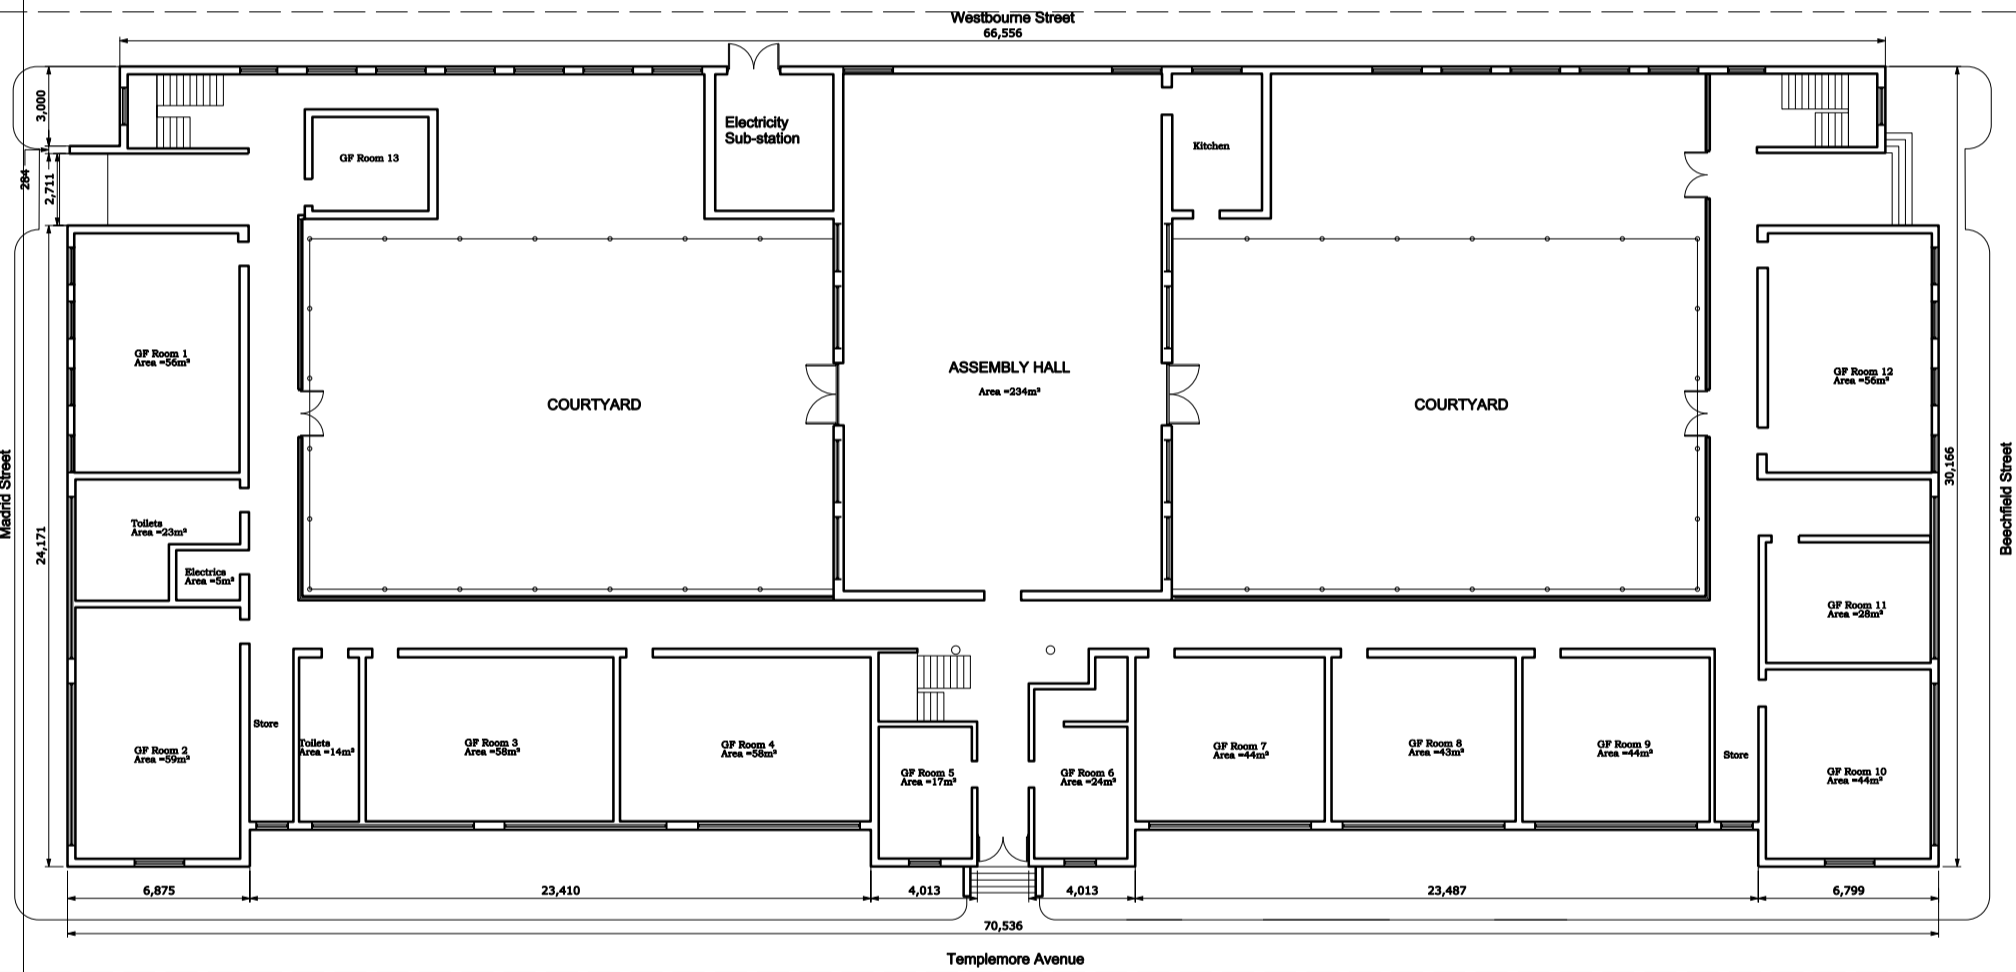 Westbourne Street
66,556
3,000
284
2,711
24,171
30,166
Madrid Street
Beechfield Street
Electricity
Sub-station
GF Room 13
Kitchen
GF Room 1
Area =56m²
COURTYARD
ASSEMBLY HALL
Area =234m²
COURTYARD
GF Room 12
Area =56m²
Toilets
Area =23m²
Electrics
Area =5m²
GF Room 11
Area =28m²
GF Room 2
Area =59m²
Store
Toilets
Area =14m²
GF Room 3
Area =58m²
GF Room 4
Area =58m²
GF Room 5
Area =17m²
GF Room 6
Area =24m²
GF Room 7
Area =44m²
GF Room 8
Area =43m²
GF Room 9
Area =44m²
Store
GF Room 10
Area =44m²
6,875
23,410
4,013
4,013
23,487
6,799
70,536
Templemore Avenue